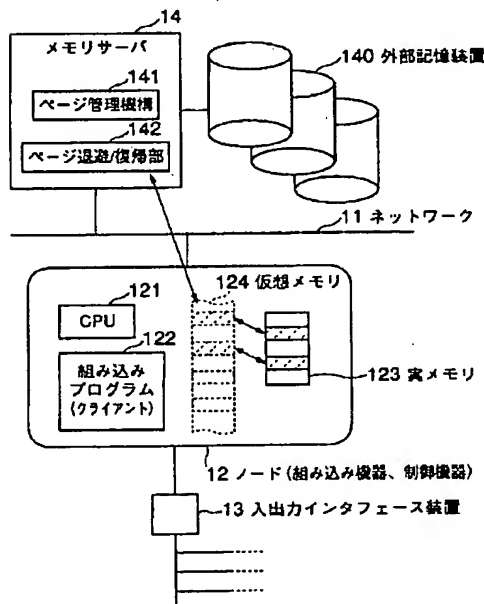 14
メモリサーバ
141
ページ管理機構
142
ページ退避/復帰部
140 外部記憶装置
11 ネットワーク
124 仮想メモリ
121
CPU
122
組み込み
プログラム
(クライアント)
123 実メモリ
12 ノード(組み込み機器、制御機器)
13 入出力インタフェース装置